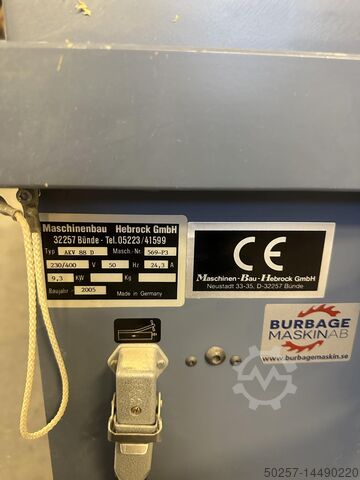 Maschinenbau Hebrock GmbH
32257 Bünde - Tel. 05223/41599
Typ AKV 88 D Masch.-Nr. 569-P3
230/400 V 50 Hz 24,3 A
9,3 KW Kg
Baujahr 2005 Made in Germany
CE
Maschinen-Bau-Hebrock GmbH
Neustadt 33-35, D-32257 Bünde
BURBAGE
MASKIN AB
www.burbagemaskin.se
50257-14490220